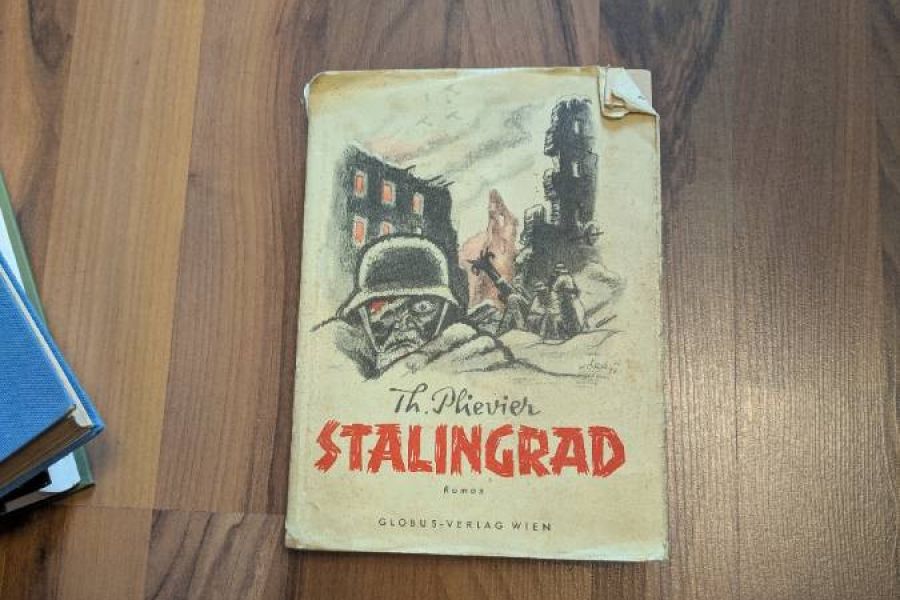 Th. Plievier
STALINGRAD
Roman
GLOBUS-VERLAG WIEN